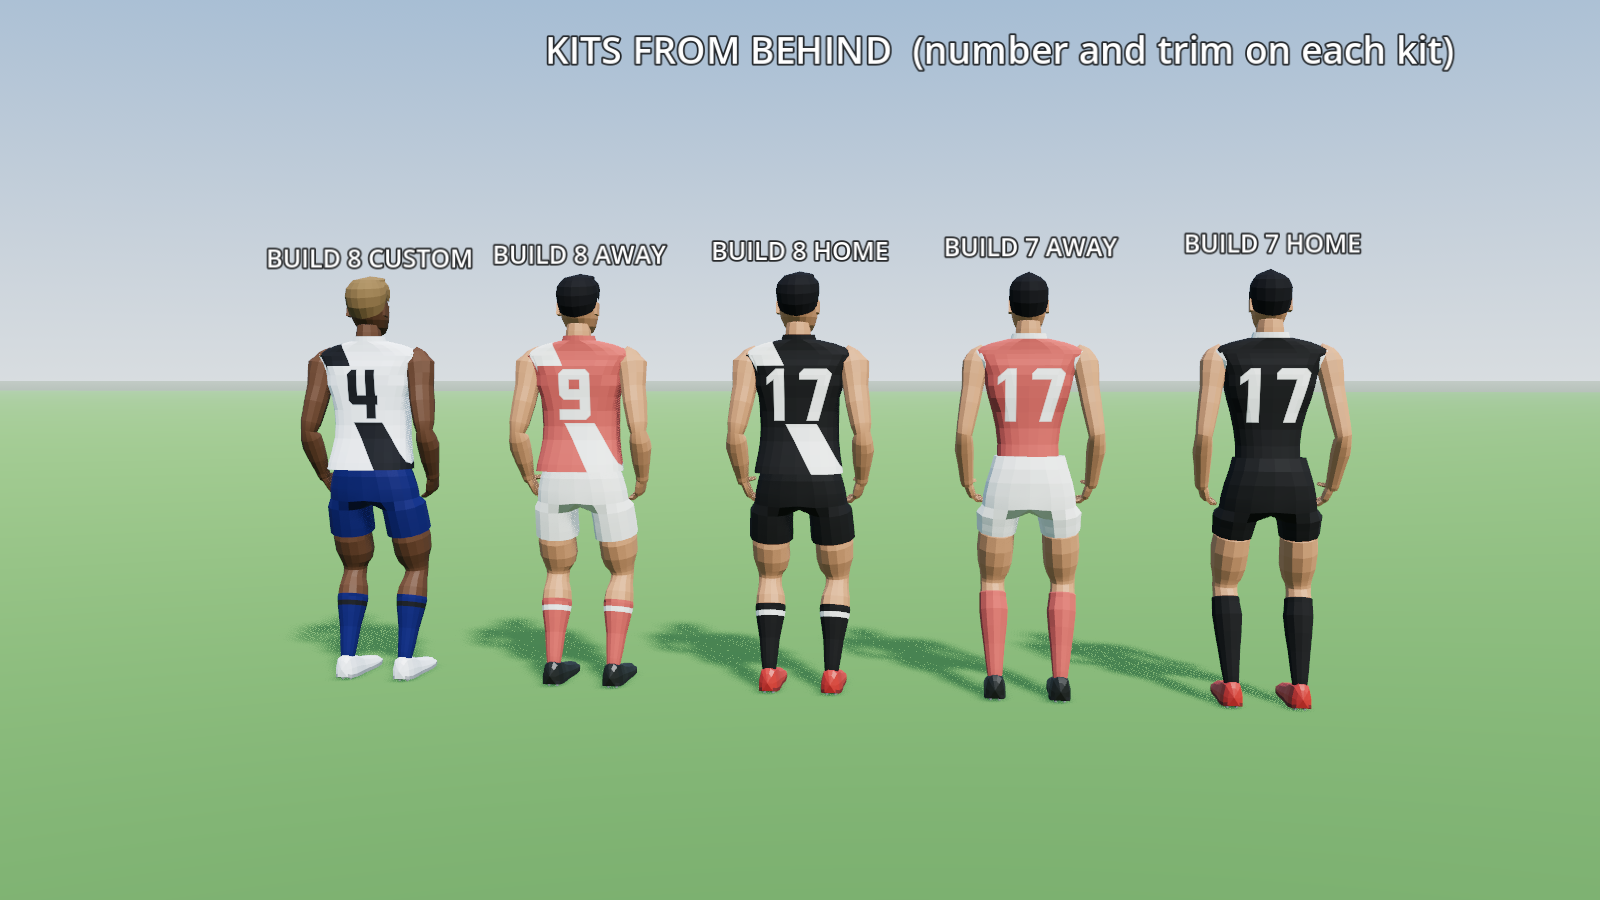 KITS FROM BEHIND (number and trim on each kit)
BUILD 8 CUSTOM
BUILD 8 AWAY
BUILD 8 HOME
BUILD 7 AWAY
BUILD 7 HOME
4
9
17
17
17